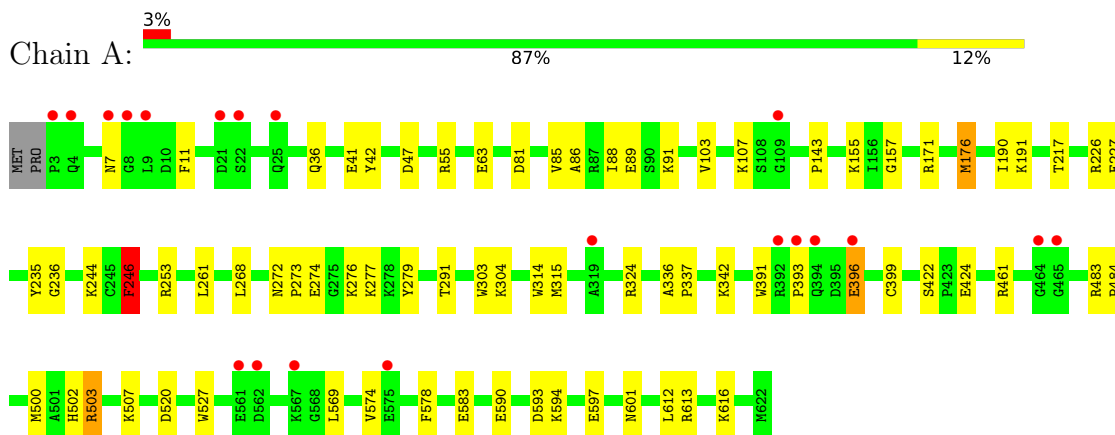 3%
Chain A:
87%
12%
MET PRO P3 Q4 N7 G8 L9 D10 F11 D21 S22 Q25 Q36 E41 Y42 D47 R55 E63 D81 V85 A86 R87 I88 E89 S90 K91 V103 K107 S108 G109 P143 K155 I156 G157 R171 M176 I190 K191 T217 R226
Y235 G236 K244 C245 F246 R253 L261 L268 N272 P273 E274 G275 K276 K277 K278 Y279 T291 W303 K304 W314 M315 A319 R324 A336 P337 K342 W391 R392 P393 Q394 D395 E396 C399 S422 P423 E424 R461 G464 G465 R483
M500 A501 H502 R503 K507 D520 W527 E561 D562 K567 G568 L569 V574 E575 F578 E583 E590 D593 K594 E597 N601 L612 R613 K616 M622